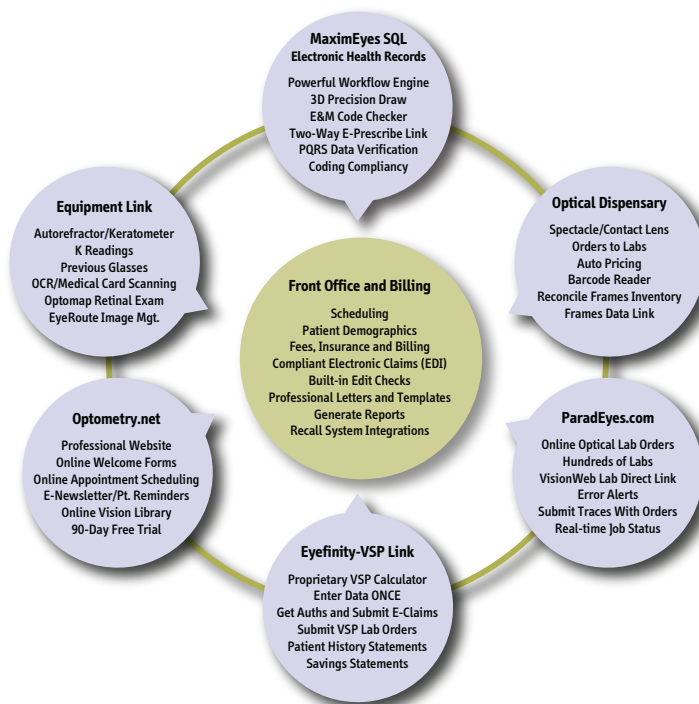 MaximEyes SQL
Electronic Health Records
Powerful Workflow Engine
3D Precision Draw
E&M Code Checker
Two-Way E-Prescribe Link
PQRS Data Verification
Coding Compliancy
Equipment Link
Autorefractor/Keratometer
K Readings
Previous Glasses
OCR/Medical Card Scanning
Optomap Retinal Exam
EyeRoute Image Mgt.
Optical Dispensary
Spectacle/Contact Lens
Orders to Labs
Auto Pricing
Barcode Reader
Reconcile Frames Inventory
Frames Data Link
Front Office and Billing
Scheduling
Patient Demographics
Fees, Insurance and Billing
Compliant Electronic Claims (EDI)
Built-in Edit Checks
Professional Letters and Templates
Generate Reports
Recall System Integrations
Optometry.net
Professional Website
Online Welcome Forms
Online Appointment Scheduling
E-Newsletter/Pt. Reminders
Online Vision Library
90-Day Free Trial
ParadEyes.com
Online Optical Lab Orders
Hundreds of Labs
VisionWeb Lab Direct Link
Error Alerts
Submit Traces With Orders
Real-time Job Status
Eyefinity-VSP Link
Proprietary VSP Calculator
Enter Data ONCE
Get Auths and Submit E-Claims
Submit VSP Lab Orders
Patient History Statements
Savings Statements